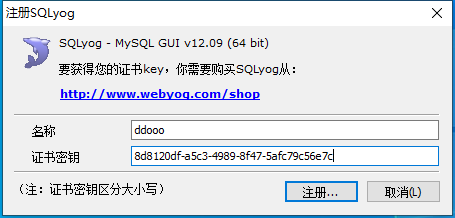 注册SQLyog
SQLyog - MySQL GUI v12.09 (64 bit)
要获得您的证书key，你需要购买SQLyog从：
http://www.webyog.com/shop
名称 ddooo
证书密钥 8d8120df-a5c3-4989-8f47-5afc79c56e7c
（注：证书密钥区分大小写） 注册... 取消(L)